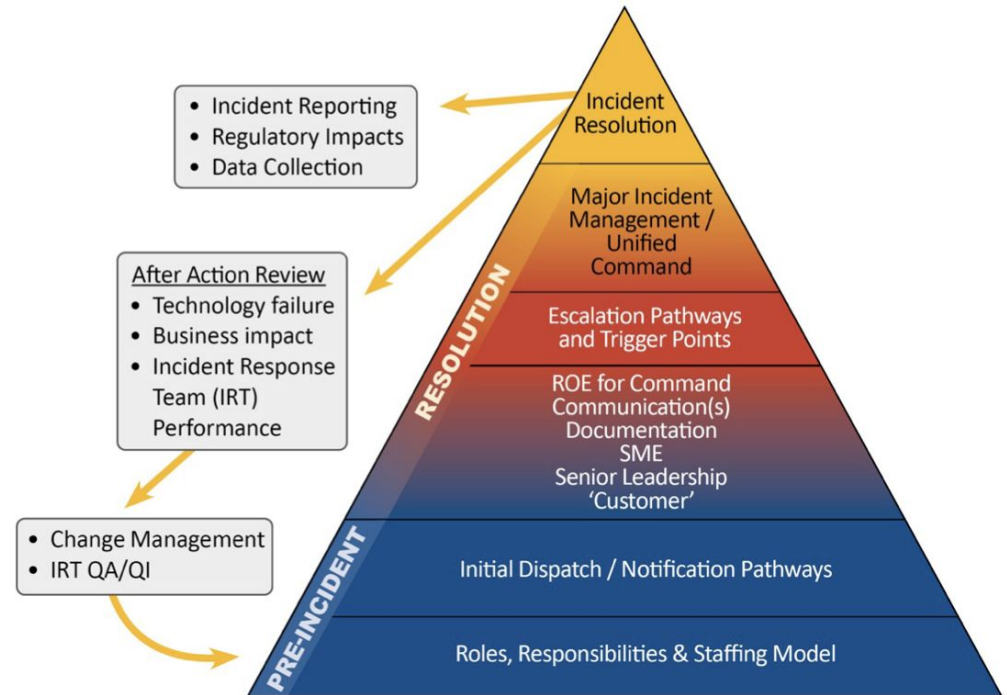 Incident
Resolution
• Incident Reporting
• Regulatory Impacts
• Data Collection
Major Incident
Management /
Unified
Command
After Action Review
• Technology failure
• Business impact
• Incident Response
Team (IRT)
Performance
RESOLUTION
Escalation Pathways
and Trigger Points
ROE for Command
Communication(s)
Documentation
SME
Senior Leadership
‘Customer’
• Change Management
• IRT QA/QI
PRE-INCIDENT
Initial Dispatch / Notification Pathways
Roles, Responsibilities & Staffing Model